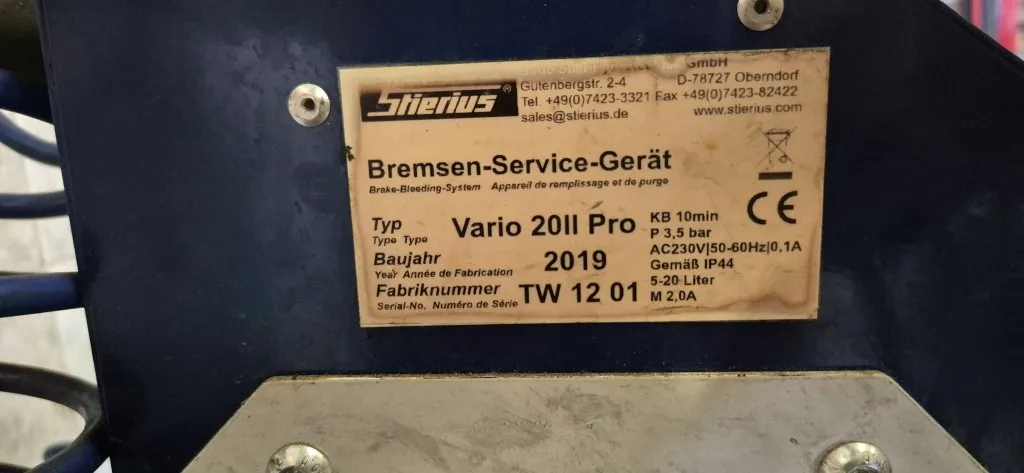 GmbH
Stierius®
Gutenbergstr. 2-4 D-78727 Oberndorf
Tel. +49(0)7423-3321 Fax +49(0)7423-82422
sales@stierius.de www.stierius.com
Bremsen-Service-Gerät
Brake-Bleeding-System Appareil de remplissage et de purge
Typ Vario 20II Pro
Type Type
Baujahr 2019
Year Année de Fabrication
Fabriknummer TW 12 01
Serial-No. Numéro de Série
KB 10min
P 3,5 bar
AC230V|50-60Hz|0,1A
Gemäß IP44
5-20 Liter
M 2,0A
CE